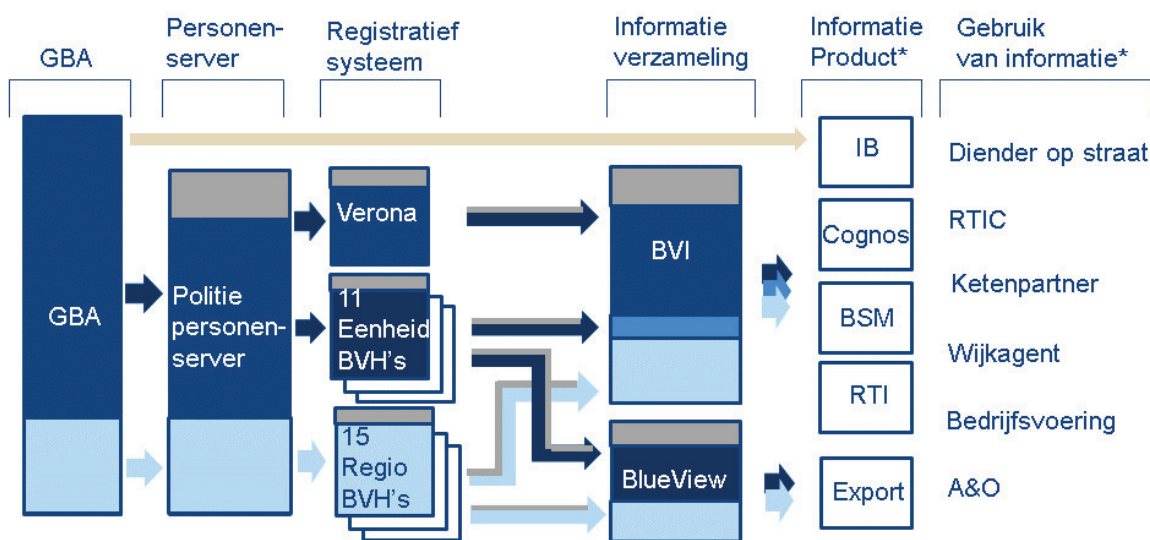 GBA
Personen-
server
Registratief
systeem
Informatie
verzameling
Informatie
Product*
Gebruik
van informatie*
GBA
Politie
personen-
server
Verona
11
Eenheid
BVH's
15
Regio
BVH's
BVI
BlueView
IB
Cognos
BSM
RTI
Export
Diender op straat
RTIC
Ketenpartner
Wijkagent
Bedrijfsvoering
A&O